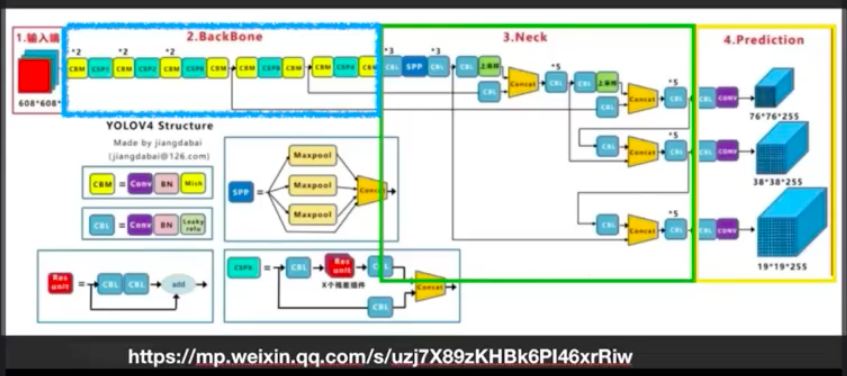 1.输入端
2.BackBone
3.Neck
4.Prediction
*2
*2
*2
*3
*3
CBM CSP1 CBM CSP2 CBM CSP8 CBM CBM CSP8 CBM CBM CSP4 CBM
CBL SPP CBL CBL 上采样
*5
CBL
Concat
CBL CBL 上采样
*5
CBL
Concat
CBL
CBL CONV
608*608*
76*76*255
YOLOV4 Structure
Made by jiangdabai
(jiangdabai@126.com)
*5
CBL
Concat
CBL
CBL CONV
38*38*255
CBM = Conv BN Mish
CBL = Conv BN Leaky relu
SPP =
Maxpool
Maxpool
Maxpool
Concat
*5
CBL
Concat
CBL
CBL CONV
19*19*255
Res unit = CBL CBL add
CSPX = CBL Res unit CBL
X个残差组件
CBL
Concat
https://mp.weixin.qq.com/s/uzj7X89zKHBk6PI46xrRiw